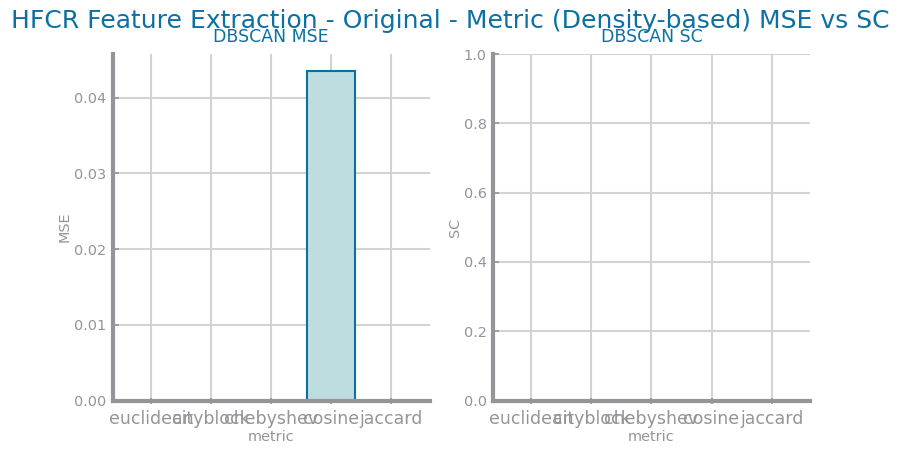 HFCR Feature Extraction - Original - Metric (Density-based) MSE vs SC
DBSCAN MSE
MSE
0.04
0.03
0.02
0.01
0.00
euclidean cityblock chebyshev cosine jaccard
metric
DBSCAN SC
SC
1.0
0.8
0.6
0.4
0.2
0.0
euclidean cityblock chebyshev cosine jaccard
metric